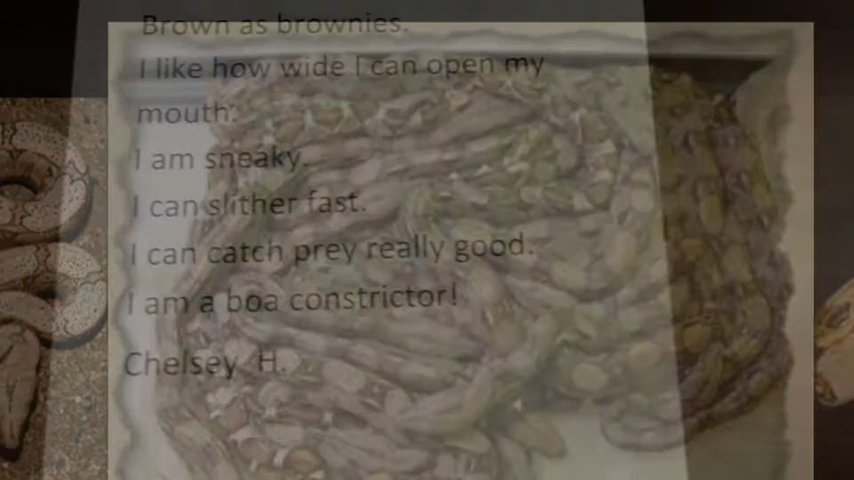 Brown as brownies.
I like how wide I can open my
mouth.
I am sneaky.
I can slither fast.
I can catch prey really good.
I am a boa constrictor!
Chelsey H.